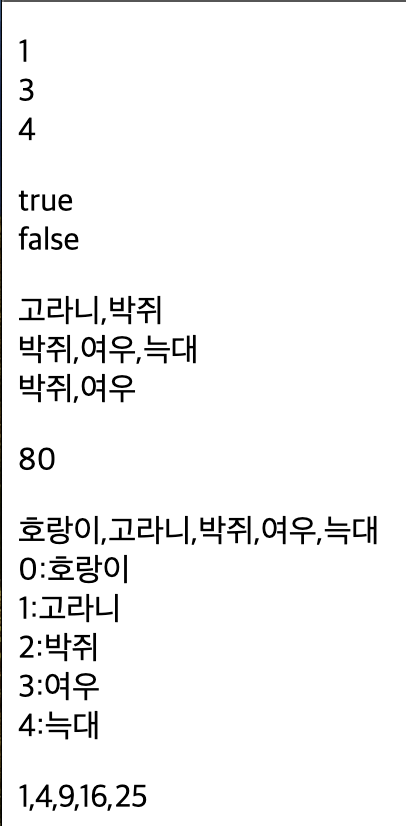 1
3
4
true
false
고라니,박쥐
박쥐,여우,늑대
박쥐,여우
80
호랑이,고라니,박쥐,여우,늑대
0:호랑이
1:고라니
2:박쥐
3:여우
4:늑대
1,4,9,16,25